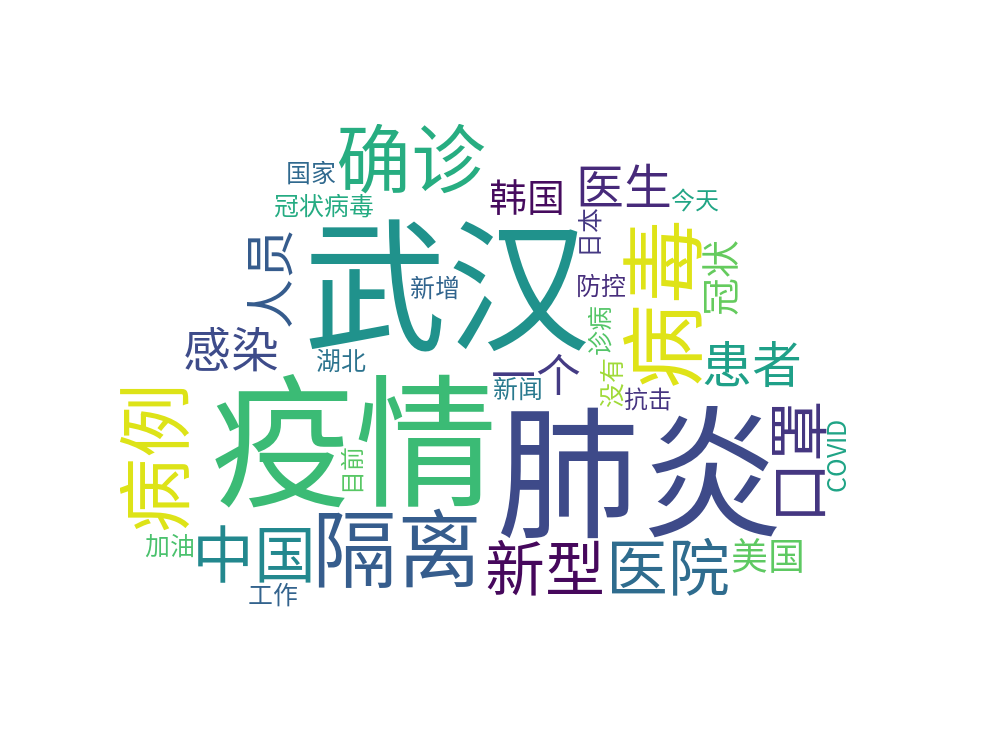 确诊
国家
医生
韩国
今天
冠状病毒
武汉
日本
病毒
人员
冠状
新增
防控
诊病
感染
湖北
患者
一个
新闻
没有
抗击
疫情
肺炎
病例
口罩
COVID
目前
隔离
中国
新型
医院
美国
加油
工作